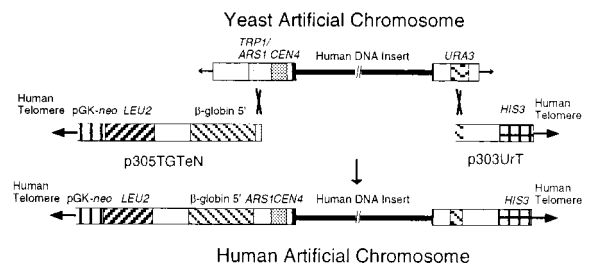 Yeast Artificial Chromosome
TRP1/
ARS1 CEN4 Human DNA Insert URA3
Human
Telomere pGK-neo LEU2 β-globin 5' HIS3 Human
Telomere
p305TGTeN p303UrT
Human
Telomere pGK-neo LEU2 β-globin 5' ARS1CEN4 Human DNA Insert HIS3 Human
Telomere
Human Artificial Chromosome